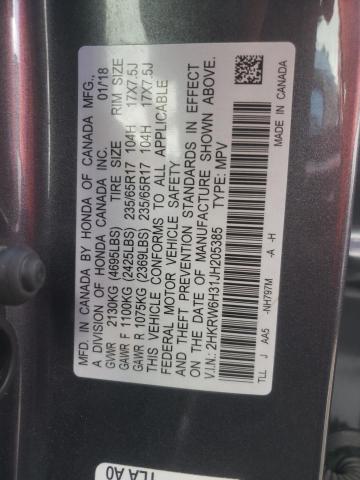 MFD. IN CANADA BY HONDA OF CANADA MFG.,
A DIVISION OF HONDA CANADA INC. 01/18
TIRE SIZE RIM SIZE
GVWR 2130KG (4695LBS)
GAWR F 1100KG (2425LBS) 235/65R17 104H 17X7.5J
GAWR R 1075KG (2369LBS) 235/65R17 104H 17X7.5J
THIS VEHICLE CONFORMS TO ALL APPLICABLE
FEDERAL MOTOR VEHICLE SAFETY
AND THEFT PREVENTION STANDARDS IN EFFECT
ON THE DATE OF MANUFACTURE SHOWN ABOVE.
V.I.N.: 2HKRW6H31JH205385 TYPE: MPV
TLL J AA5 -NH797M -A -H
MADE IN CANADA
TLA A0